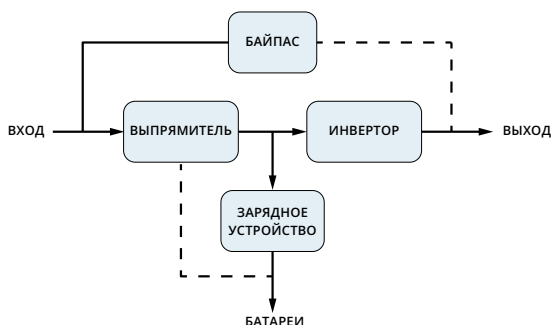 БАЙПАС
ВХОД
ВЫПРЯМИТЕЛЬ
ИНВЕРТОР
ВЫХОД
ЗАРЯДНОЕ
УСТРОЙСТВО
БАТАРЕИ